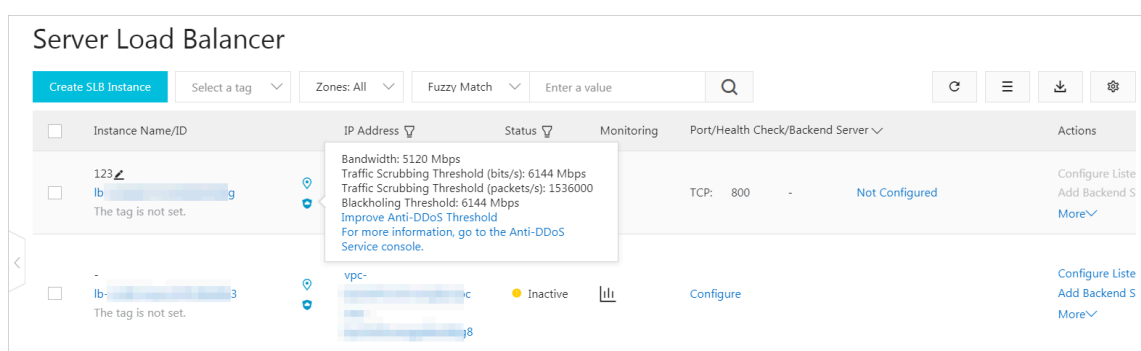 Server Load Balancer
Create SLB Instance
Select a tag
Zones: All
Fuzzy Match
Enter a value
Instance Name/ID
IP Address
Status
Monitoring
Port/Health Check/Backend Server
Actions
123
lb
g
The tag is not set.
Bandwidth: 5120 Mbps
Traffic Scrubbing Threshold (bits/s): 6144 Mbps
Traffic Scrubbing Threshold (packets/s): 1536000
Blackholing Threshold: 6144 Mbps
Improve Anti-DDoS Threshold
For more information, go to the Anti-DDoS
Service console.
TCP: 800 -
Not Configured
Configure Liste
Add Backend S
More
-
lb-
3
The tag is not set.
vpc-
c
g8
Inactive
Configure
Configure Liste
Add Backend S
More